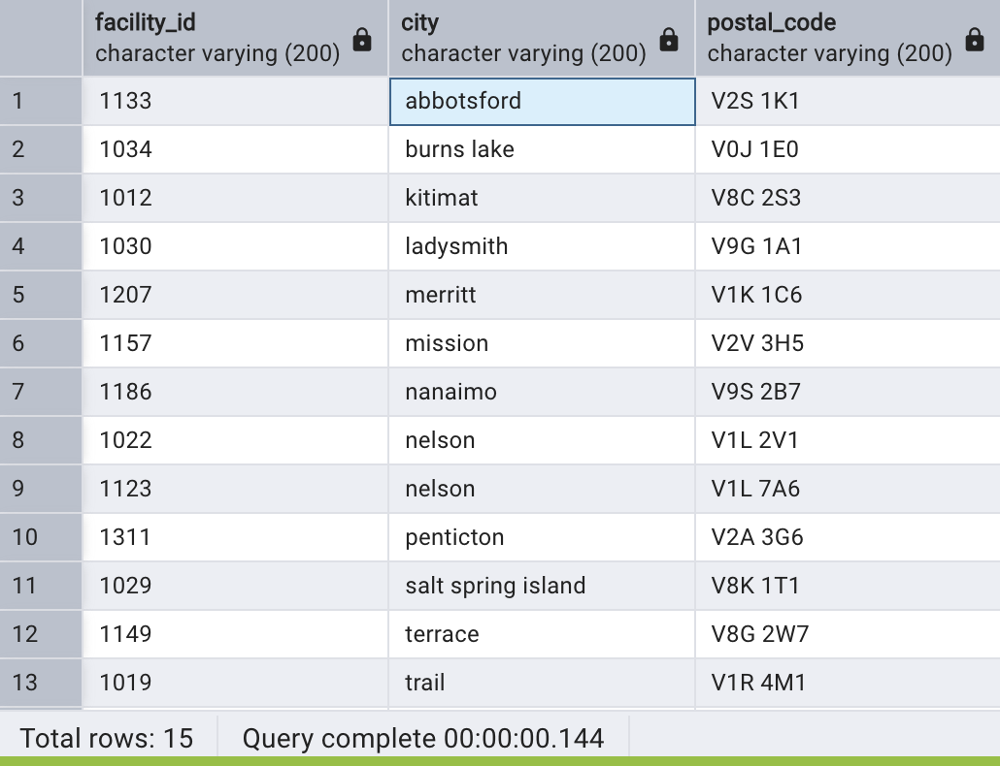 facility_id city postal_code
character varying (200) character varying (200) character varying (200)
1 1133 abbotsford V2S 1K1
2 1034 burns lake V0J 1E0
3 1012 kitimat V8C 2S3
4 1030 ladysmith V9G 1A1
5 1207 merritt V1K 1C6
6 1157 mission V2V 3H5
7 1186 nanaimo V9S 2B7
8 1022 nelson V1L 2V1
9 1123 nelson V1L 7A6
10 1311 penticton V2A 3G6
11 1029 salt spring island V8K 1T1
12 1149 terrace V8G 2W7
13 1019 trail V1R 4M1
Total rows: 15 Query complete 00:00:00.144